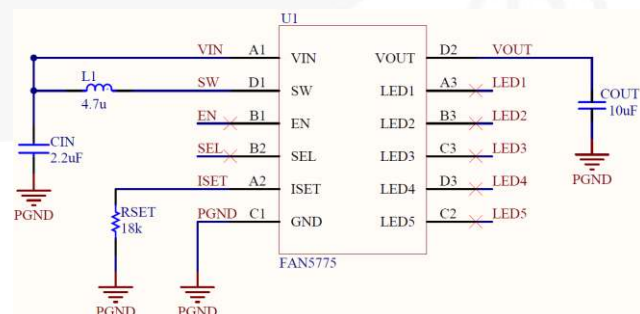 U1
VIN A1 VIN VOUT D2 VOUT
L1 SW D1 SW LED1 A3 LED1
4.7u
COUT
10uF
EN B1 EN LED2 B3 LED2
CIN
2.2uF
SEL B2 SEL LED3 C3 LED3
PGND
ISET A2 ISET LED4 D3 LED4
PGND
RSET
18k
PGND C1 GND LED5 C2 LED5
FAN5775
PGND PGND